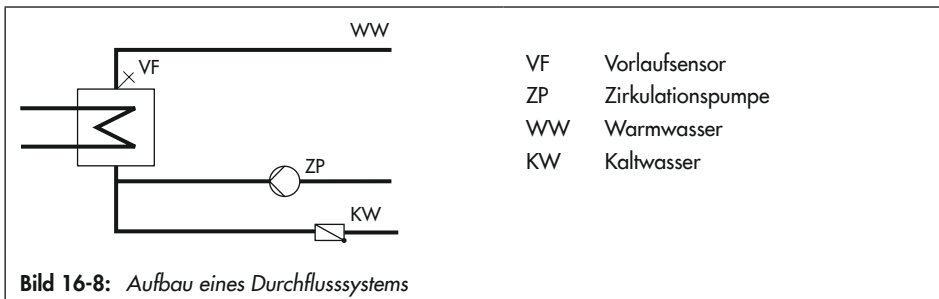 WW
VF
ZP
KW
VF Vorlaufsensor
ZP Zirkulationspumpe
WW Warmwasser
KW Kaltwasser
Bild 16-8: Aufbau eines Durchflusssystems